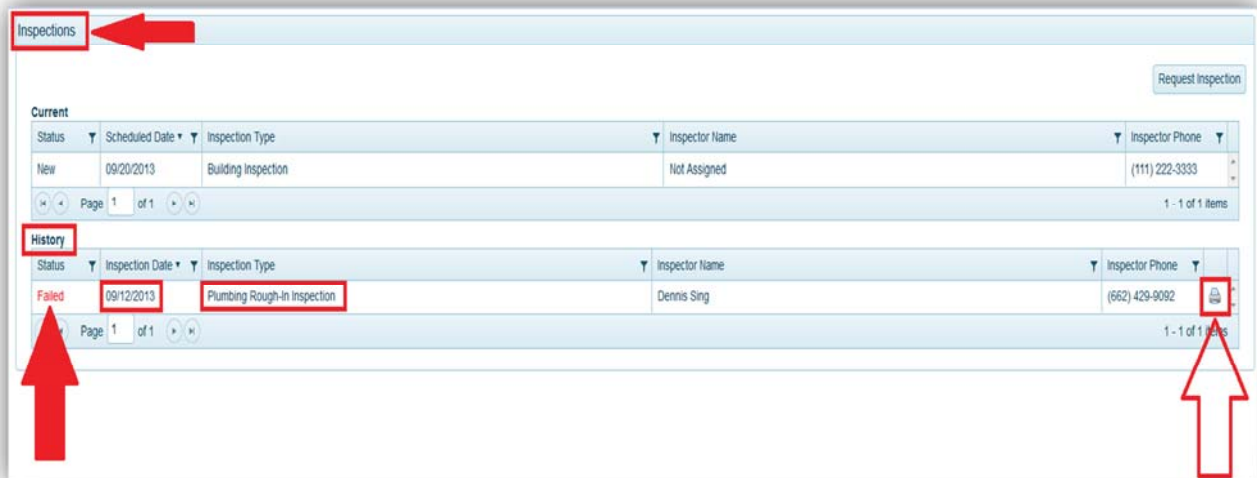 Inspections
Request Inspection
Current
Status Scheduled Date Inspection Type Inspector Name Inspector Phone
New 09/20/2013 Building Inspection Not Assigned (111) 222-3333
Page 1 of 1 1 - 1 of 1 items
History
Status Inspection Date Inspection Type Inspector Name Inspector Phone
Failed 09/12/2013 Plumbing Rough-In Inspection Dennis Sing (662) 429-9092
Page 1 of 1 1 - 1 of 1 items